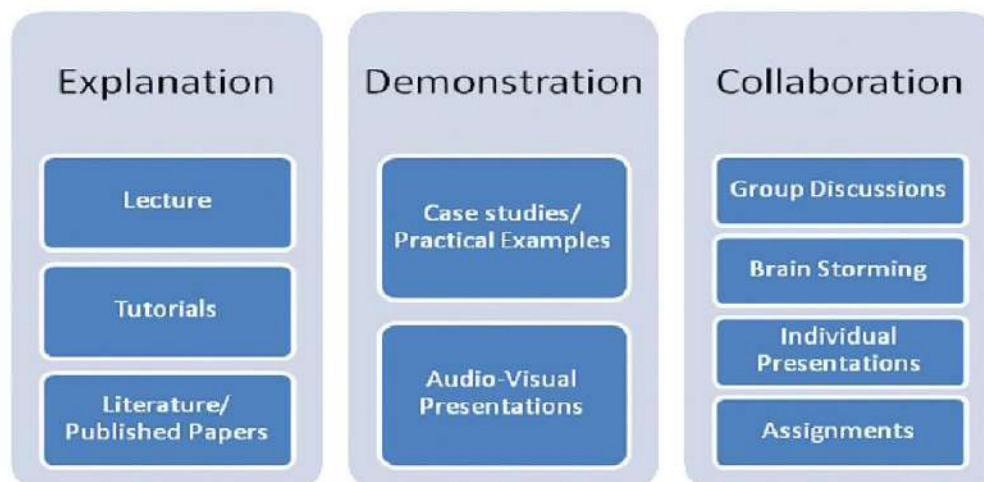 Explanation
Lecture
Tutorials
Literature/
Published Papers
Demonstration
Case studies/
Practical Examples
Audio-Visual
Presentations
Collaboration
Group Discussions
Brain Storming
Individual
Presentations
Assignments